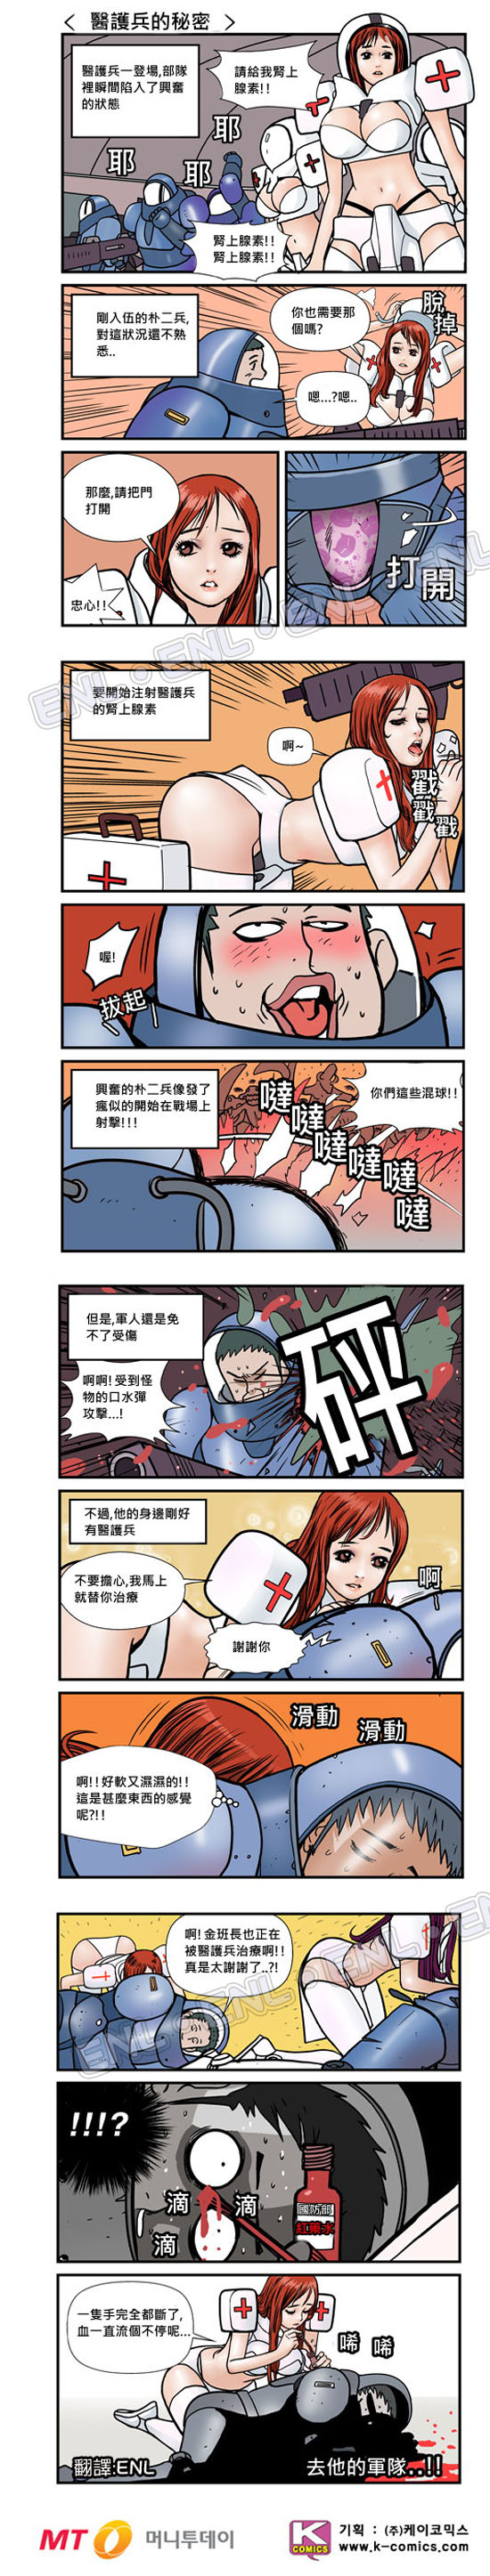 < 醫護兵的秘密 >
醫護兵一登場,部隊
裡瞬間陷入了興奮
的狀態
請給我腎上
腺素!!
耶
耶
耶
腎上腺素!!
腎上腺素!!
剛入伍的朴二兵,
對這狀況還不熟
悉..
你也需要那
個嗎?
脫掉
嗯...?嗯..
那麼,請把門
打開
忠心!!
打開
ENL
ENL
ENL
ENL
要開始注射醫護兵
的腎上腺素
啊~
戳
戳
戳
喔!
拔起
興奮的朴二兵像發了
瘋似的開始在戰場上
射擊!!!
你們這些混球!!
噠噠噠噠噠噠
但是,軍人還是免
不了受傷
啊啊!受到怪
物的口水彈
攻擊...!
砰
不過,他的身邊剛好
有醫護兵
不要擔心,我馬上
就替你治療
啊
謝謝你
滑動
滑動
啊!!好軟又濕濕的!!
這是甚麼東西的感覺
呢?!!
啊!金班長也正在
被醫護兵治療啊!!
真是太謝謝了..?!
ENL
ENL
ENL
ENL
!!!?
滴
滴
滴
國防部
紅藥水
一隻手完全都斷了,
血一直流個不停呢...
唏 唏
翻譯:ENL
去他的軍隊..!!
MT 머니투데이
K COMICS
기획 : (주)케이코믹스
www.k-comics.com